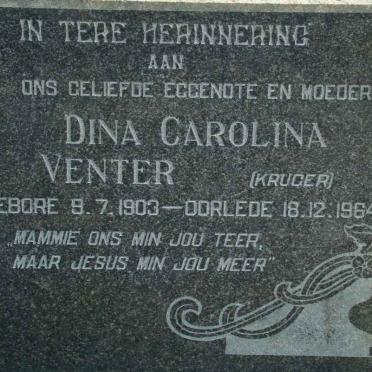 IN TERE HERINNERING
AAN
ONS GELIEFDE EGGENOTE EN MOEDER
DINA CAROLINA
VENTER (KRUGER)
EBORE 9.7.1903—OORLEDE 18.12.1964
„MAMMIE ONS MIN JOU TEER,
MAAR JESUS MIN JOU MEER”